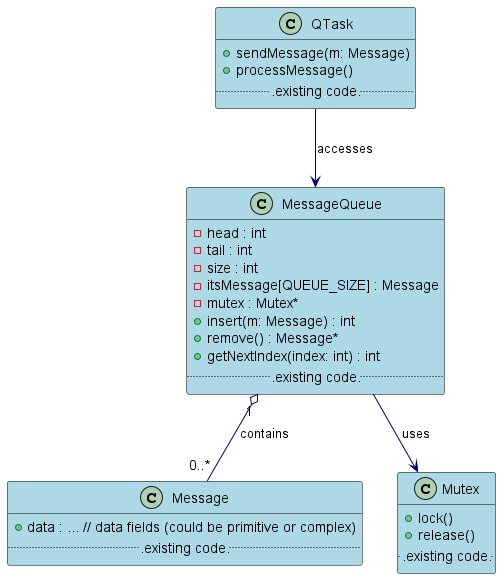 C QTask
sendMessage(m: Message)
processMessage()
.existing code.
accesses
C MessageQueue
head : int
tail : int
size : int
itsMessage[QUEUE_SIZE] : Message
mutex : Mutex*
insert(m: Message) : int
remove() : Message*
getNextIndex(index: int) : int
.existing code.
1
contains
uses
0..*
C Message
data : ... // data fields (could be primitive or complex)
.existing code.
C Mutex
lock()
release()
.existing code.